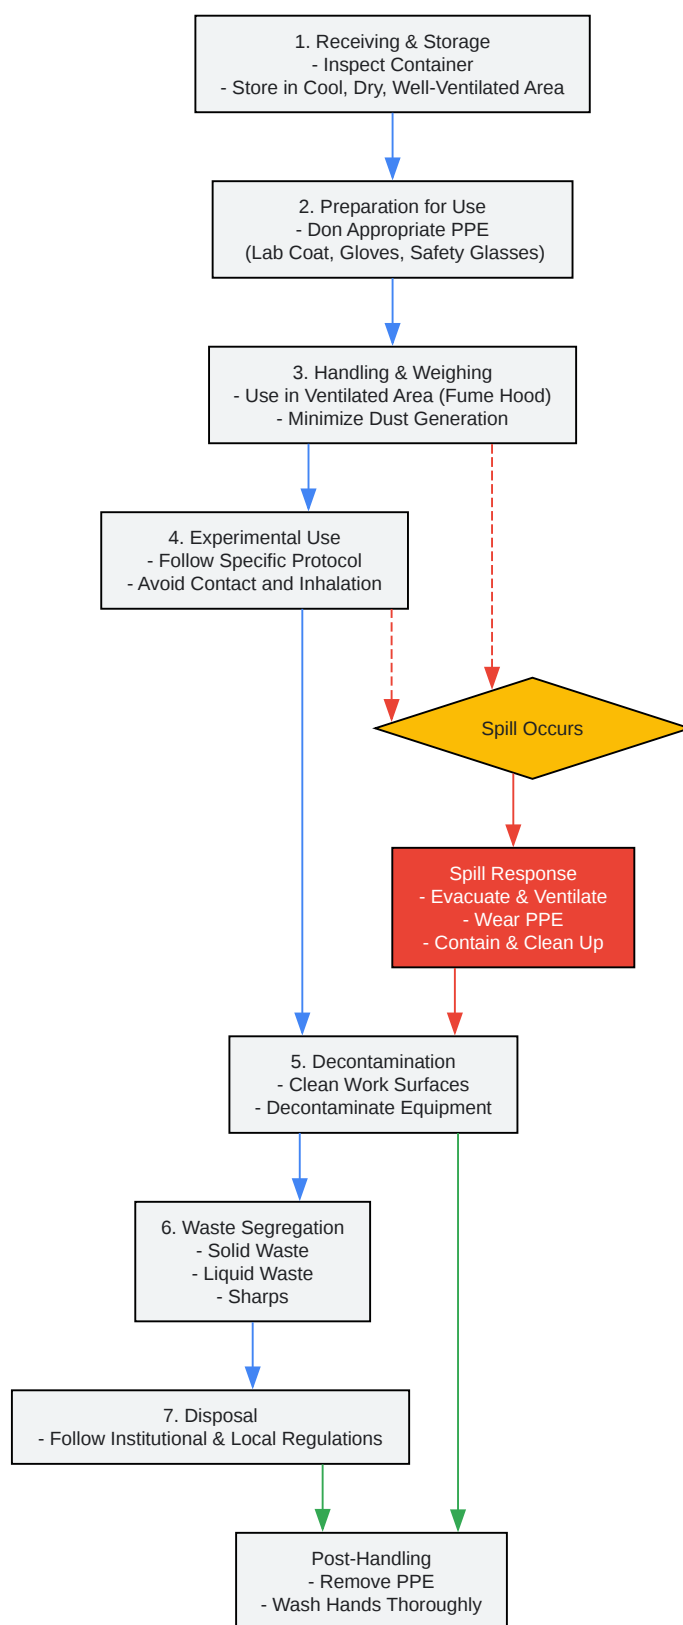 1. Receiving & Storage
- Inspect Container
- Store in Cool, Dry, Well-Ventilated Area
2. Preparation for Use
- Don Appropriate PPE
(Lab Coat, Gloves, Safety Glasses)
3. Handling & Weighing
- Use in Ventilated Area (Fume Hood)
- Minimize Dust Generation
4. Experimental Use
- Follow Specific Protocol
- Avoid Contact and Inhalation
Spill Occurs
Spill Response
- Evacuate & Ventilate
- Wear PPE
- Contain & Clean Up
5. Decontamination
- Clean Work Surfaces
- Decontaminate Equipment
6. Waste Segregation
- Solid Waste
- Liquid Waste
- Sharps
7. Disposal
- Follow Institutional & Local Regulations
Post-Handling
- Remove PPE
- Wash Hands Thoroughly